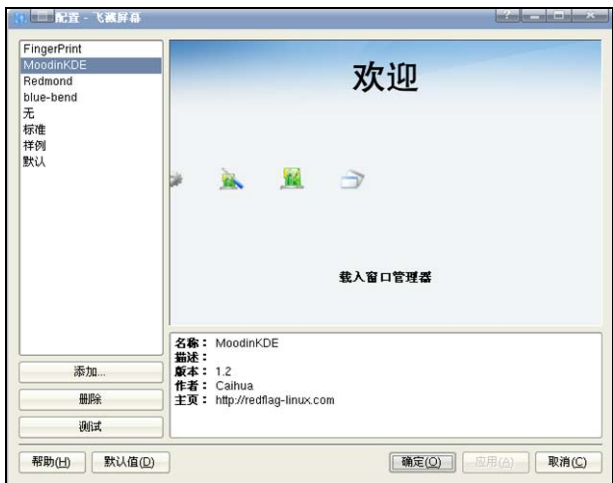 配置 - 飞溅屏幕
FingerPrint
MoodinKDE
Redmond
blue-bend
无
标准
样例
默认
添加...
删除
测试
欢迎
载入窗口管理器
名称： MoodinKDE
描述：
版本： 1.2
作者： Caihua
主页： http://redflag-linux.com
帮助(H)
默认值(D)
确定(O)
应用(A)
取消(C)